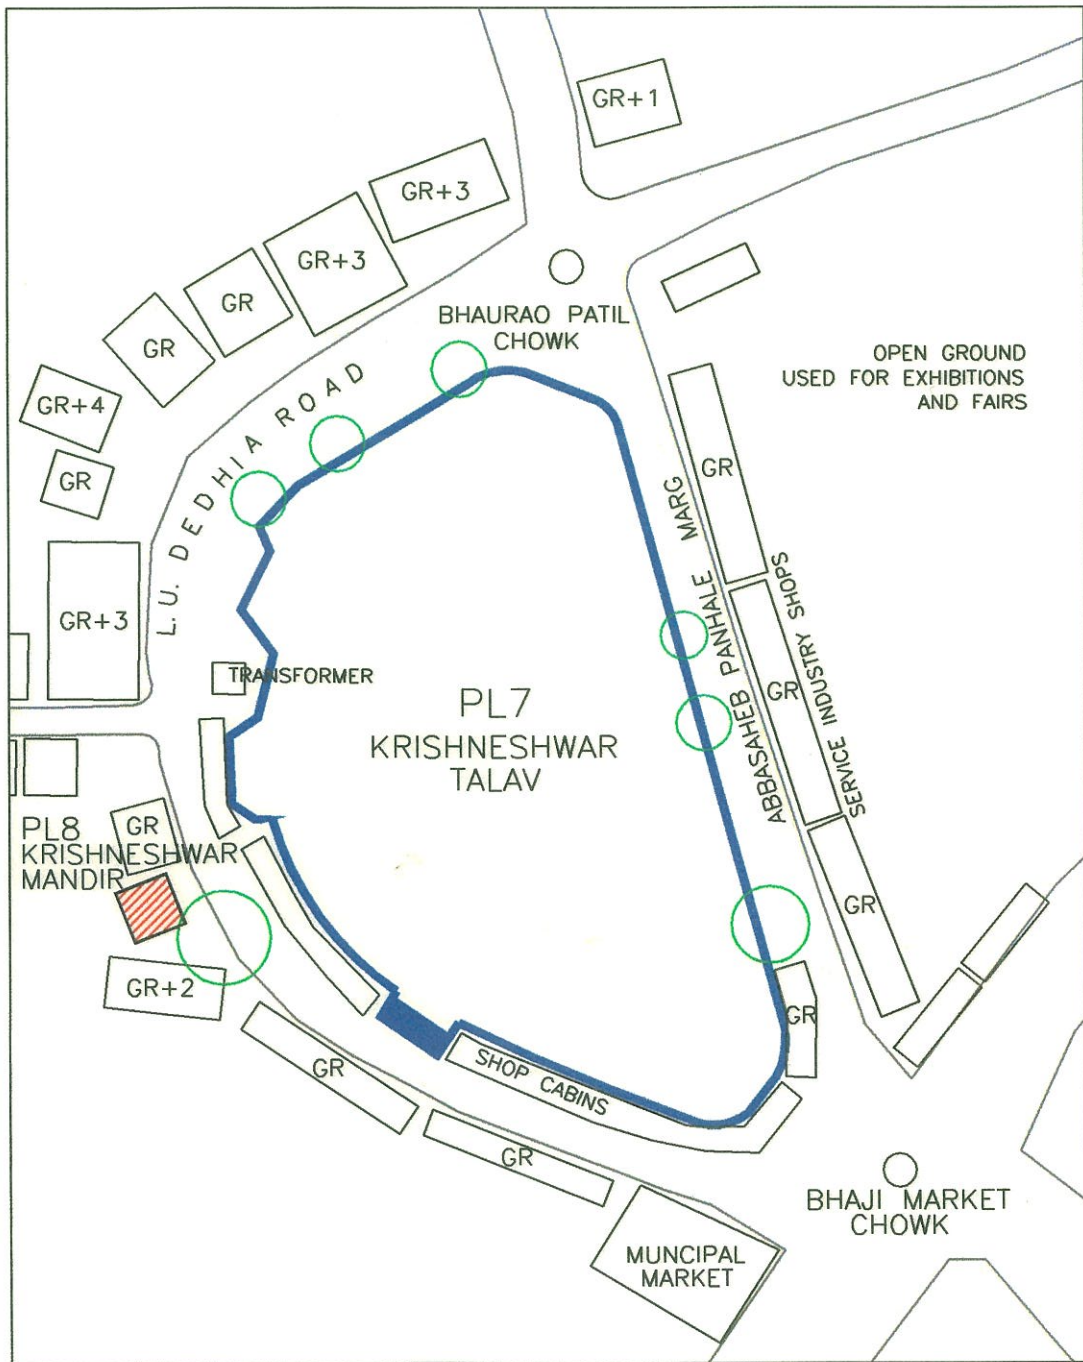 GR+1
GR+3
GR+3
GR
GR
GR+4
GR
GR+3
BHAURAO PATIL
CHOWK
OPEN GROUND
USED FOR EXHIBITIONS
AND FAIRS
L.U. DEDHIA ROAD
GR
ABBASAHEB PANHALE MARG
SERVICE INDUSTRY SHOPS
GR
TRANSFORMER
PL7
KRISHNESHWAR
TALAV
GR
PL8
KRISHNESHWAR
MANDIR
GR
GR+2
GR
GR
SHOP CABINS
GR
BHAJI MARKET
CHOWK
MUNCIPAL
MARKET